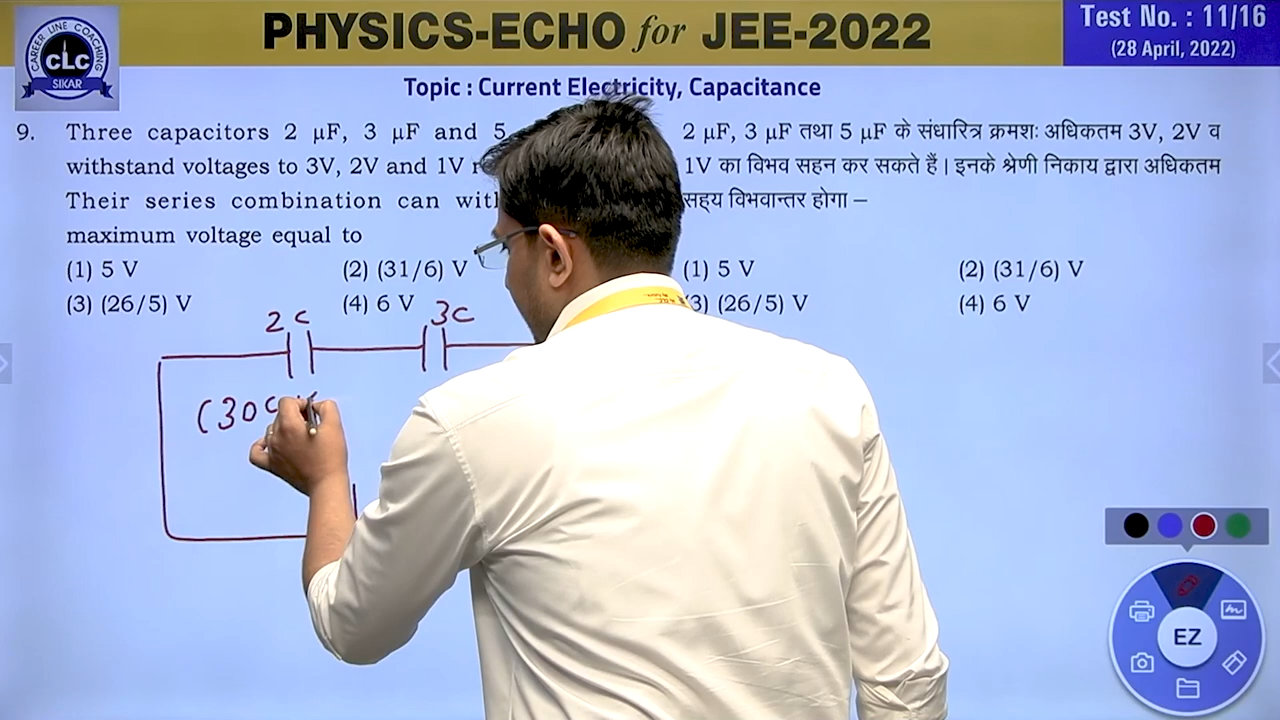 PHYSICS-ECHO for JEE-2022
Test No. : 11/16
(28 April, 2022)
CAREER LINE COACHING
CLC
SIKAR
Topic : Current Electricity, Capacitance
9. Three capacitors 2 μF, 3 μF and 5
withstand voltages to 3V, 2V and 1V
Their series combination can
maximum voltage equal to
(1) 5 V (2) (31/6) V
(3) (26/5) V (4) 6 V
2 μF, 3 μF तथा 5 μF के संधारित्र क्रमशः अधिकतम 3V, 2V व
1V का विभव सहन कर सकते हैं। इनके श्रेणी निकाय द्वारा अधिकतम
सह्य विभवान्तर होगा –
(1) 5 V (2) (31/6) V
(3) (26/5) V (4) 6 V
2C 3C
(30
EZ